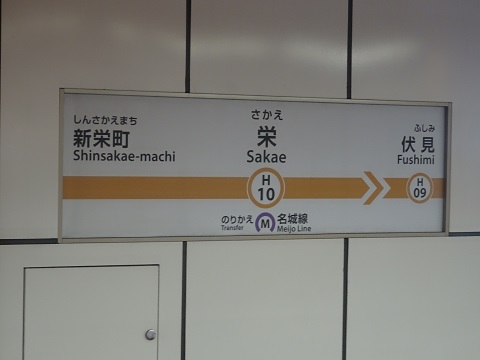 しんさかえまち
新栄町
Shinsakae-machi
さかえ
栄
Sakae
ふしみ
伏見
Fushimi
H
10
H
09
のりかえ
Transfer
M
名城線
Meijo Line